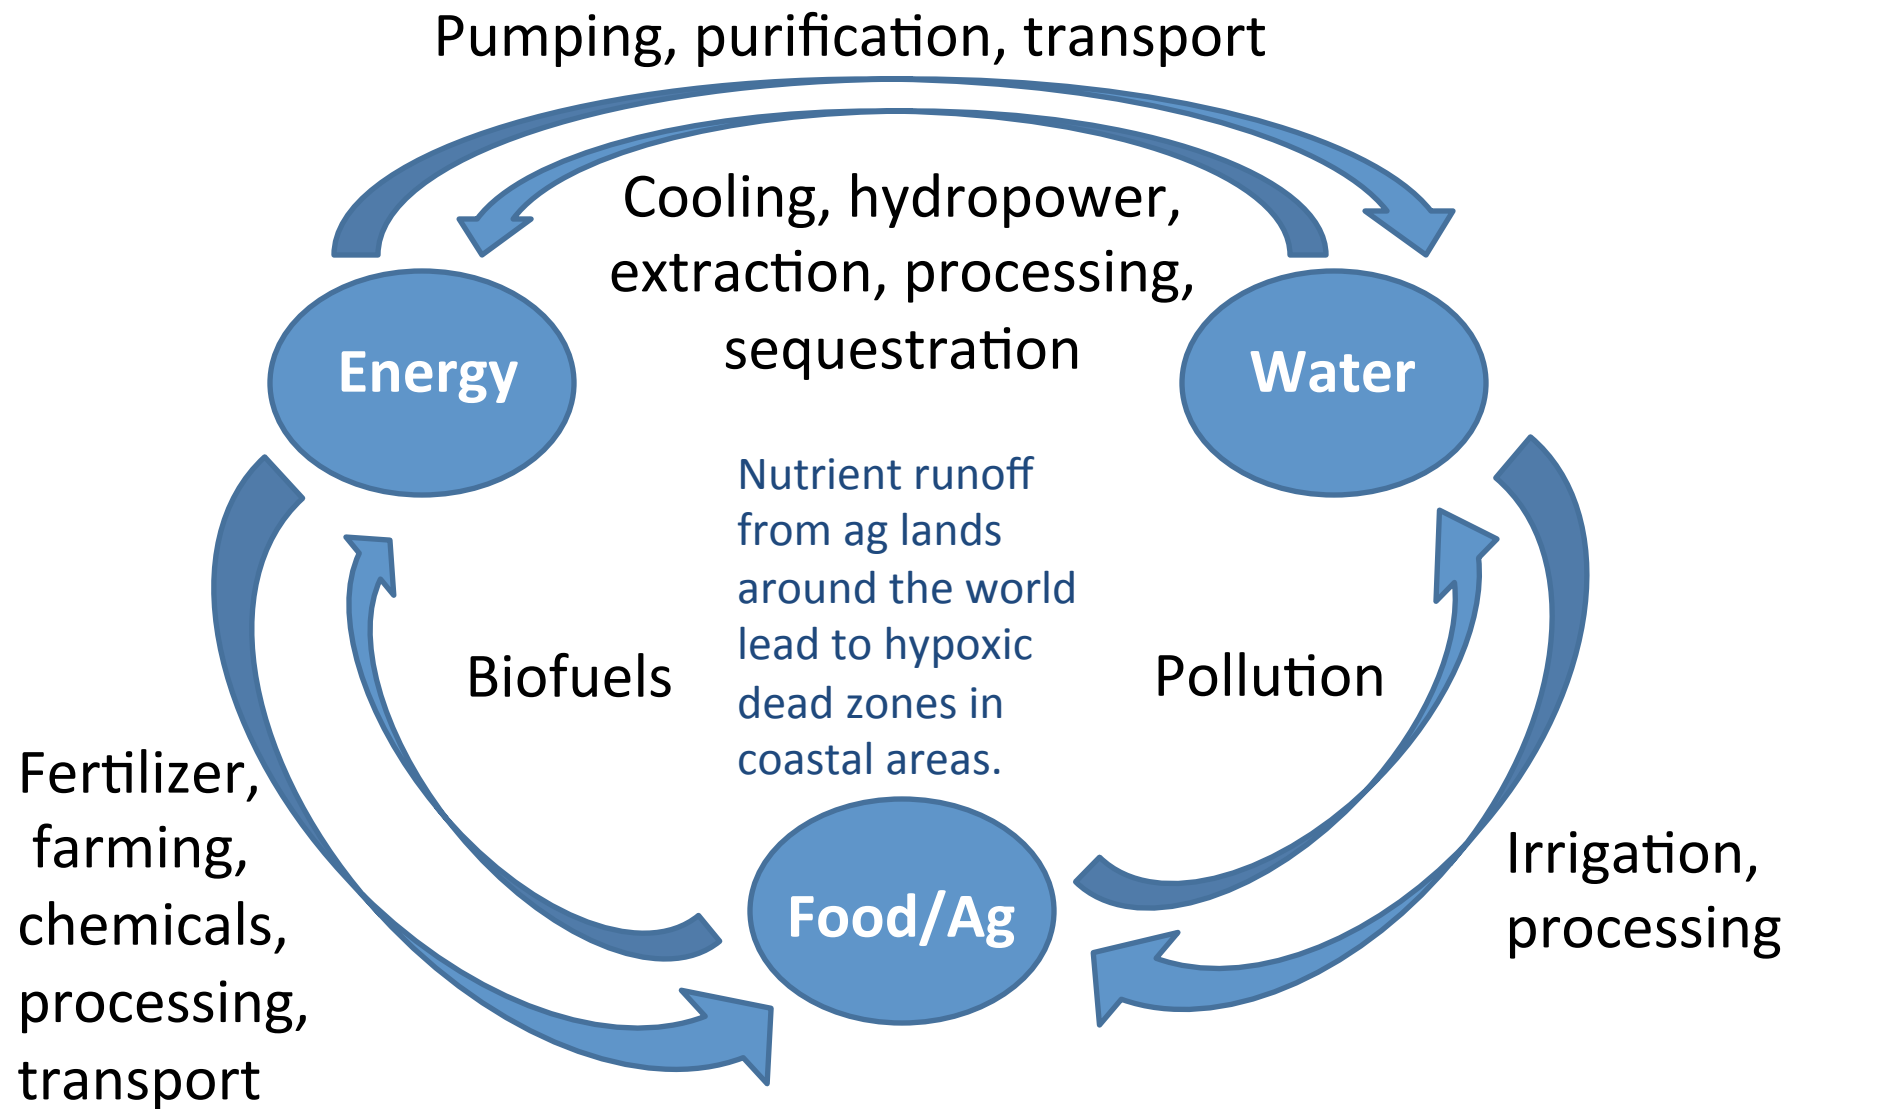 Pumping, purification, transport
Cooling, hydropower,
extraction, processing,
sequestration
Energy
Water
Nutrient runoff
from ag lands
around the world
lead to hypoxic
dead zones in
coastal areas.
Biofuels
Pollution
Fertilizer,
farming,
chemicals,
processing,
transport
Food/Ag
Irrigation,
processing